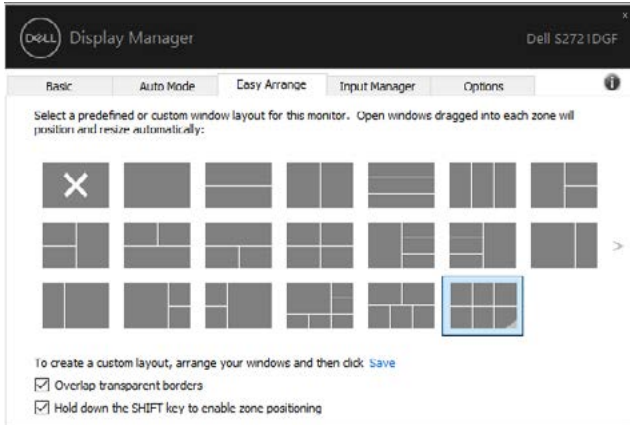 DELL Display Manager
Dell S2721DGF
Basic Auto Mode Easy Arrange Input Manager Options
Select a predefined or custom window layout for this monitor. Open windows dragged into each zone will
position and resize automatically:
To create a custom layout, arrange your windows and then click Save
Overlap transparent borders
Hold down the SHIFT key to enable zone positioning